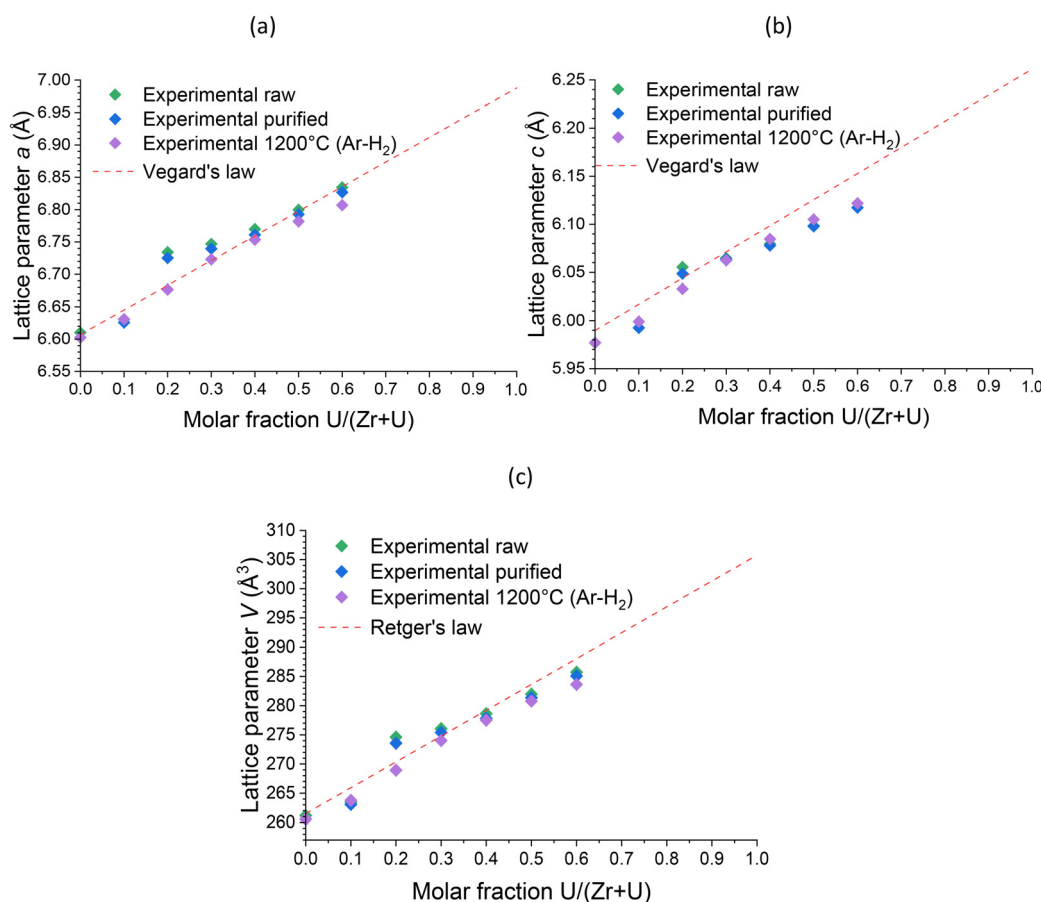 (a)
7.00
6.95
6.90
6.85
6.80
6.75
6.70
6.65
6.60
6.55
Lattice parameter a (Å)
Experimental raw
Experimental purified
Experimental 1200°C (Ar-H₂)
Vegard's law
0.0 0.1 0.2 0.3 0.4 0.5 0.6 0.7 0.8 0.9 1.0
Molar fraction U/(Zr+U)
(b)
6.25
6.20
6.15
6.10
6.05
6.00
5.95
Lattice parameter c (Å)
Experimental raw
Experimental purified
Experimental 1200°C (Ar-H₂)
Vegard's law
0.0 0.1 0.2 0.3 0.4 0.5 0.6 0.7 0.8 0.9 1.0
Molar fraction U/(Zr+U)
(c)
310
305
300
295
290
285
280
275
270
265
260
Lattice parameter V (Å³)
Experimental raw
Experimental purified
Experimental 1200°C (Ar-H₂)
Retger's law
0.0 0.1 0.2 0.3 0.4 0.5 0.6 0.7 0.8 0.9 1.0
Molar fraction U/(Zr+U)